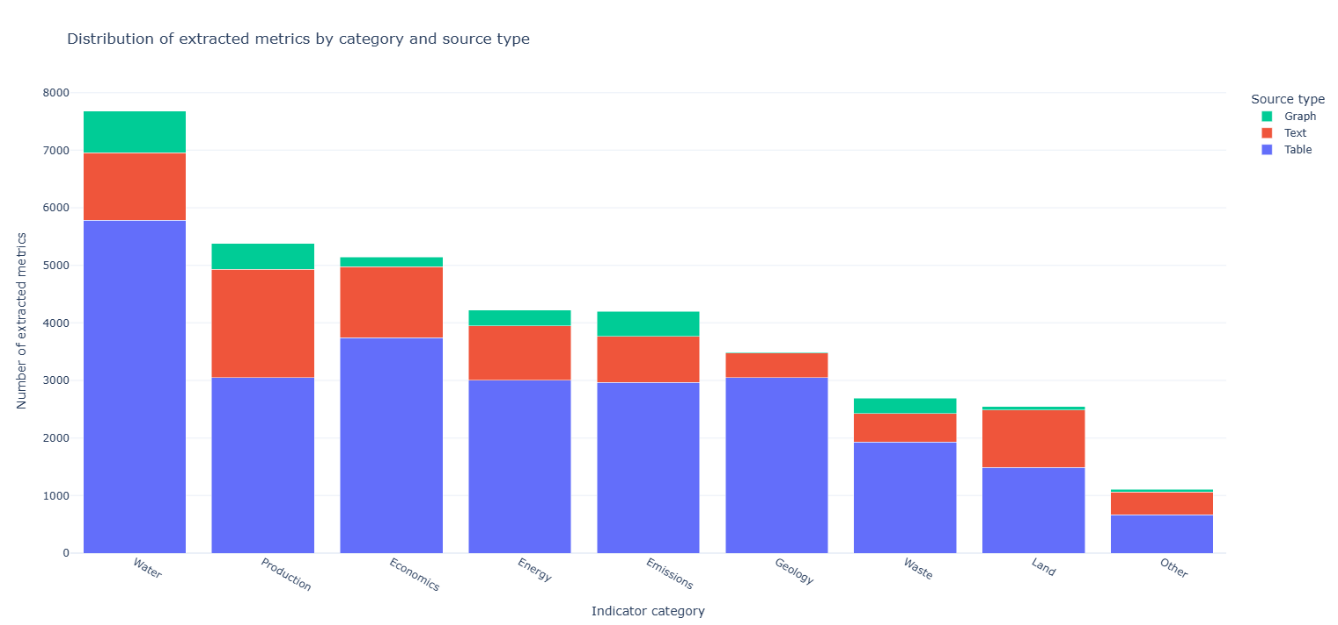 Distribution of extracted metrics by category and source type
8000
7000
6000
5000
4000
3000
2000
1000
0
Number of extracted metrics
Water
Production
Economics
Energy
Emissions
Geology
Waste
Land
Other
Indicator category
Source type
Graph
Text
Table